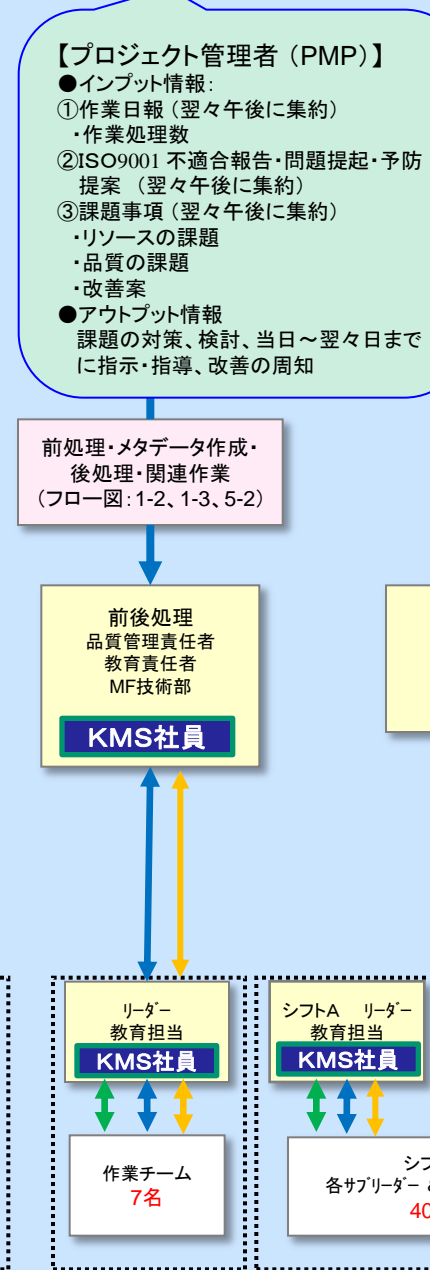 【プロジェクト管理者（PMP）】
●インプット情報：
①作業日報（翌々午後に集約）
・作業処理数
②ISO9001 不適合報告・問題提起・予防
提案 （翌々午後に集約）
③課題事項（翌々午後に集約）
・リソースの課題
・品質の課題
・改善案
●アウトプット情報
課題の対策、検討、当日～翌々日まで
に指示・指導、改善の周知
前処理・メタデータ作成・
後処理・関連作業
（フロー図：1-2、1-3、5-2）
前後処理
品質管理責任者
教育責任者
MF技術部
KMS社員
ﾘｰﾀﾞｰ
教育担当
KMS社員
作業チーム
7名
シフトA ﾘｰﾀﾞｰ
教育担当
KMS社員
シフ
各ｻﾌﾞﾘｰﾀﾞｰ
40